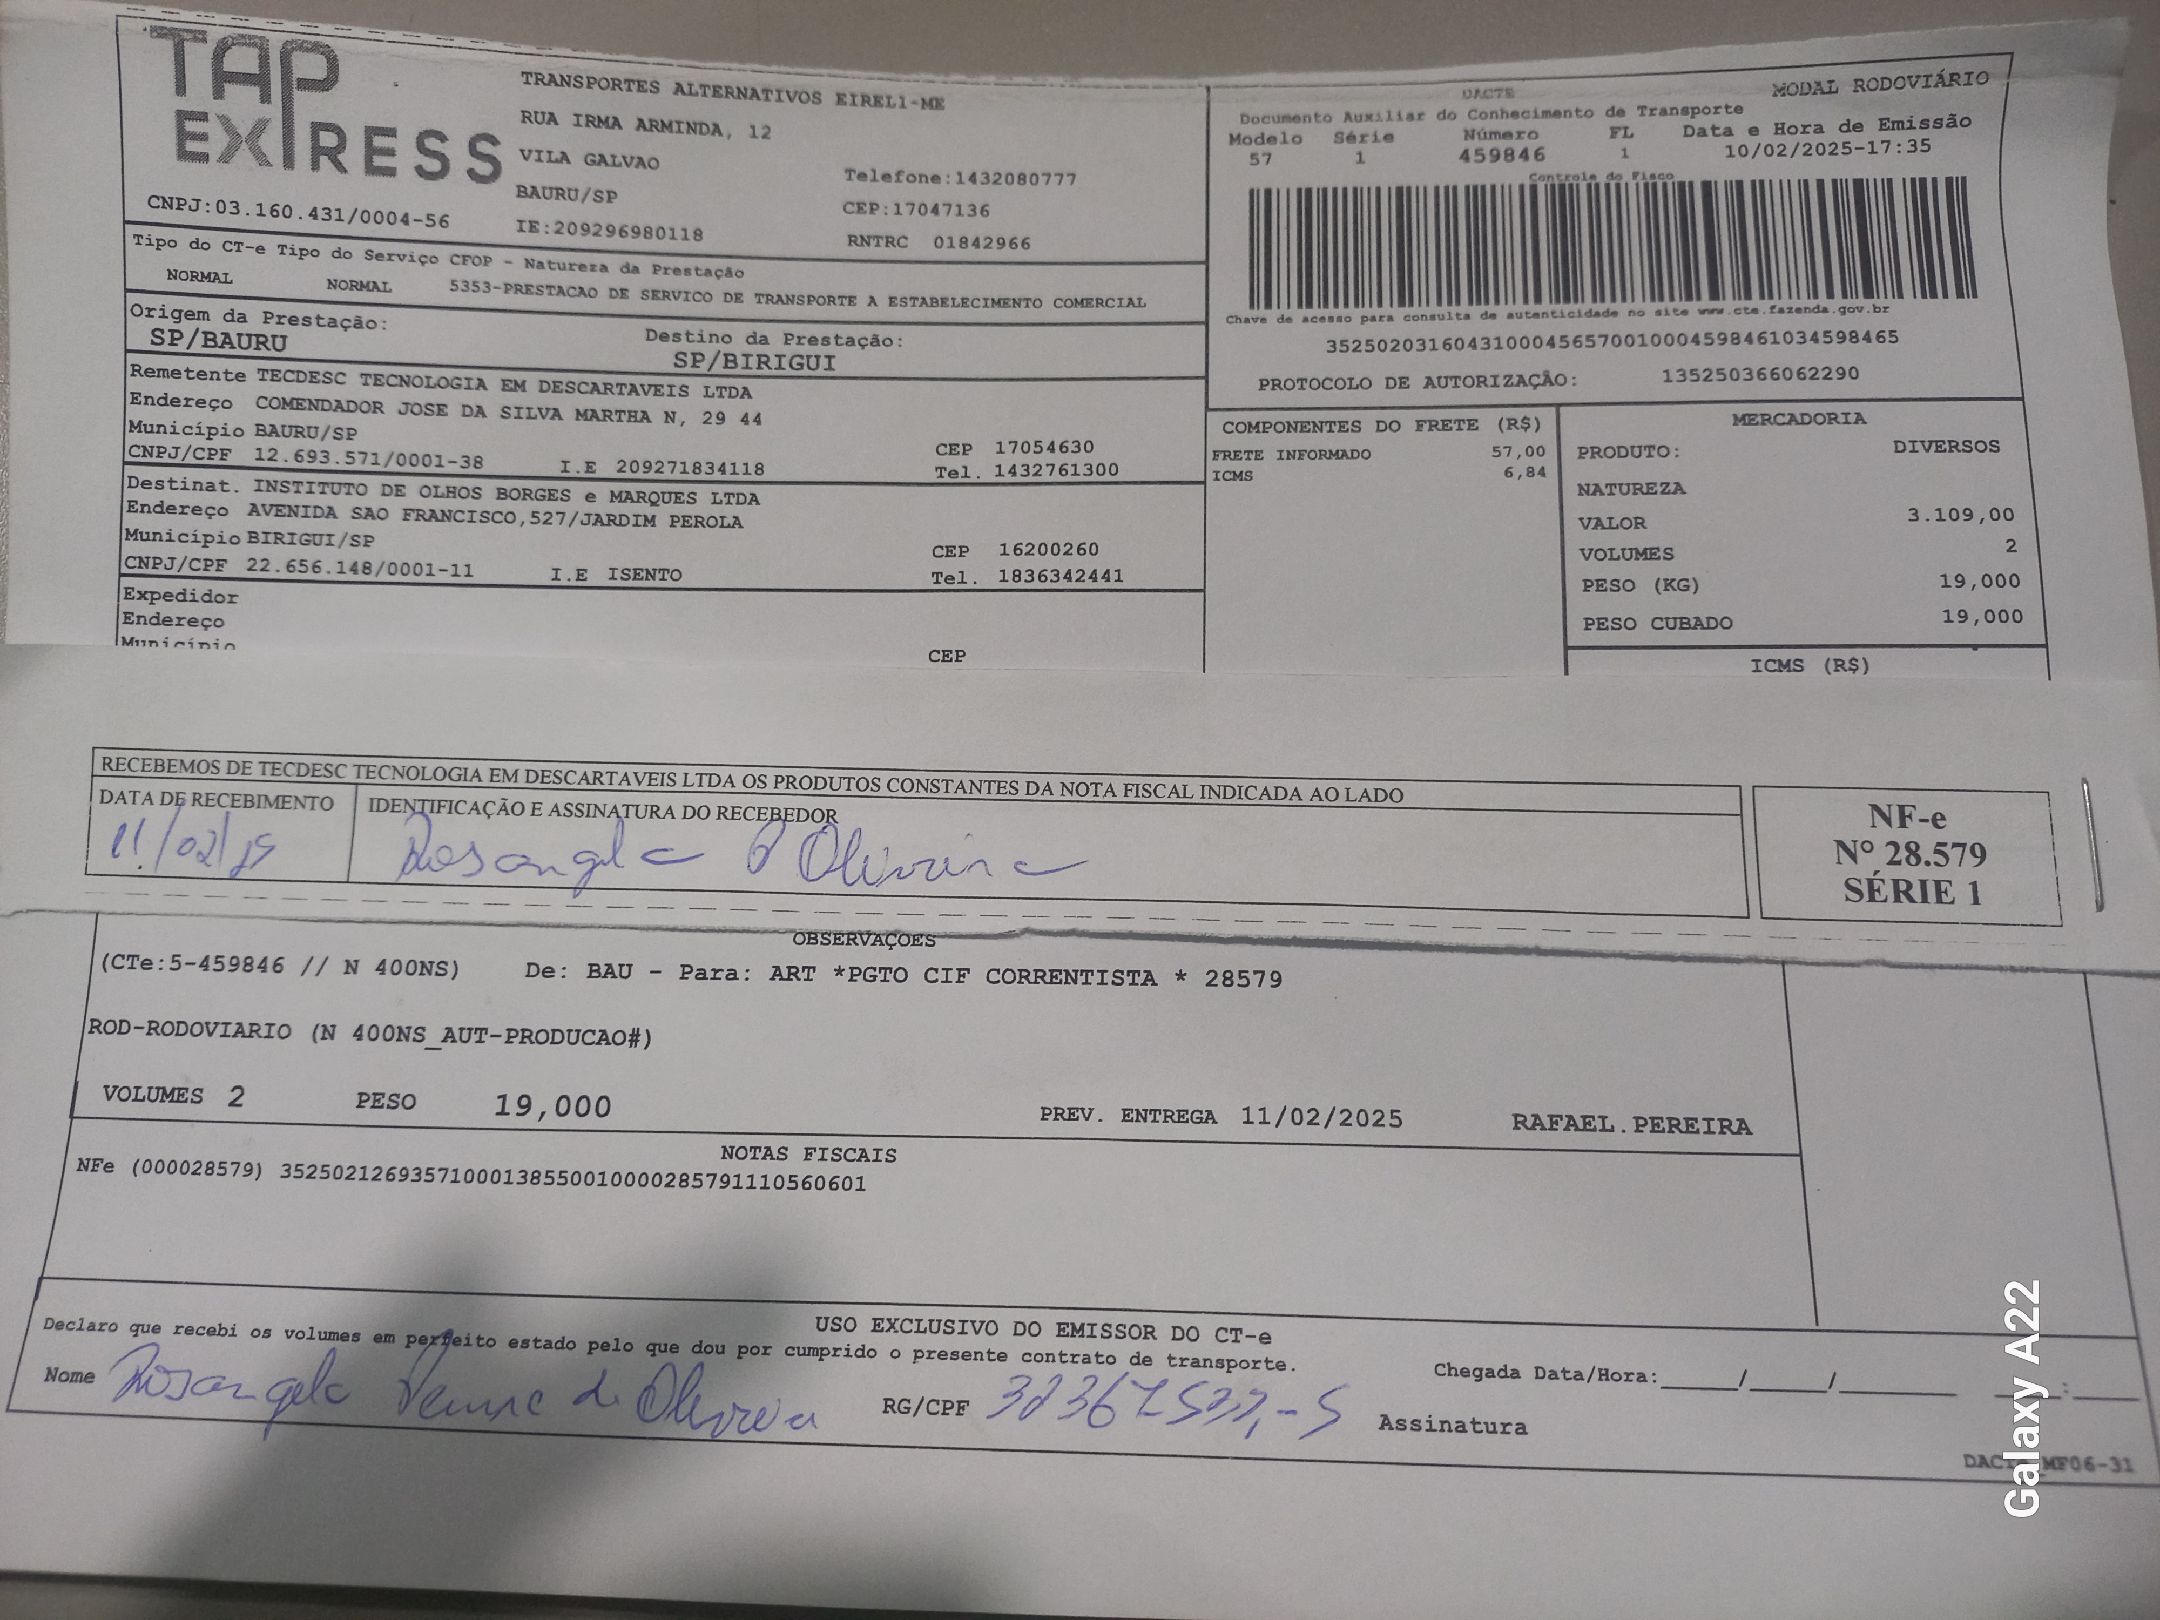 TAP EXPRESS
TRANSPORTES ALTERNATIVOS EIRELI-ME
RUA IRMA ARMINDA, 12
VILA GALVAO
Telefone:1432080777
BAURU/SP
CEP:17047136
CNPJ:03.160.431/0004-56
IE:209296980118
RNTRC 01842966
DACTE
MODAL RODOVIÁRIO
Documento Auxiliar do Conhecimento de Transporte
Modelo Série Número FL Data e Hora de Emissão
57 1 459846 1 10/02/2025-17:35
Controle do Fisco
Chave de acesso para consulta de autenticidade no site www.cte.fazenda.gov.br
35250203160431000456570010004598461034598465
PROTOCOLO DE AUTORIZAÇÃO: 135250366062290
Tipo do CT-e Tipo do Serviço CFOP - Natureza da Prestação
NORMAL NORMAL 5353-PRESTACAO DE SERVICO DE TRANSPORTE A ESTABELECIMENTO COMERCIAL
Origem da Prestação: Destino da Prestação:
SP/BAURU SP/BIRIGUI
Remetente TECDESC TECNOLOGIA EM DESCARTAVEIS LTDA
Endereço COMENDADOR JOSE DA SILVA MARTHA N, 29 44
Município BAURU/SP CEP 17054630
CNPJ/CPF 12.693.571/0001-38 I.E 209271834118 Tel. 1432761300
Destinat. INSTITUTO DE OLHOS BORGES e MARQUES LTDA
Endereço AVENIDA SAO FRANCISCO,527/JARDIM PEROLA
Município BIRIGUI/SP CEP 16200260
CNPJ/CPF 22.656.148/0001-11 I.E ISENTO Tel. 1836342441
Expedidor
Endereço
Município CEP
COMPONENTES DO FRETE (R$)
FRETE INFORMADO 57,00
ICMS 6,84
MERCADORIA
PRODUTO: DIVERSOS
NATUREZA
VALOR 3.109,00
VOLUMES 2
PESO (KG) 19,000
PESO CUBADO 19,000
ICMS (R$)
RECEBEMOS DE TECDESC TECNOLOGIA EM DESCARTAVEIS LTDA OS PRODUTOS CONSTANTES DA NOTA FISCAL INDICADA AO LADO
DATA DE RECEBIMENTO IDENTIFICAÇÃO E ASSINATURA DO RECEBEDOR
11/02/25 Rosangela P Oliveira
NF-e
Nº 28.579
SÉRIE 1
OBSERVAÇOES
(CTe:5-459846 // N 400NS) De: BAU - Para: ART *PGTO CIF CORRENTISTA * 28579
ROD-RODOVIARIO (N 400NS_AUT-PRODUCAO#)
VOLUMES 2 PESO 19,000 PREV. ENTREGA 11/02/2025 RAFAEL.PEREIRA
NOTAS FISCAIS
NFe (000028579) 35250212693571000138550010000285791110560601
USO EXCLUSIVO DO EMISSOR DO CT-e
Declaro que recebi os volumes em perfeito estado pelo que dou por cumprido o presente contrato de transporte.
Chegada Data/Hora:____/____/______ ___:___
Nome Rosangela de Oliveira RG/CPF Assinatura
MF06-31
Galaxy A22